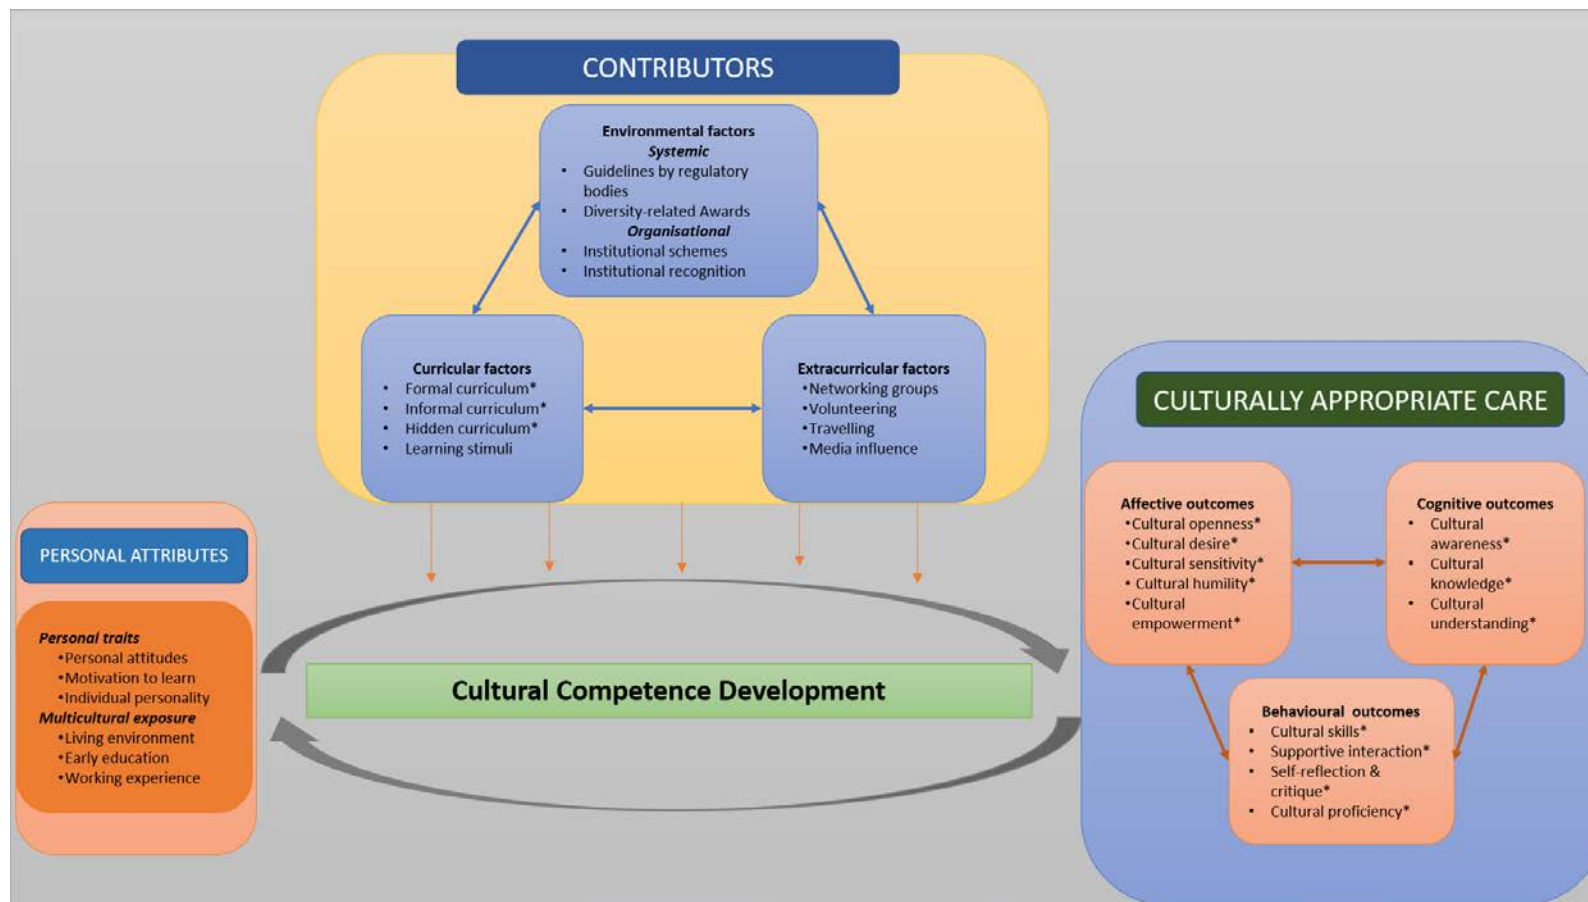 CONTRIBUTORS
Environmental factors
Systemic
• Guidelines by regulatory
bodies
• Diversity-related Awards
Organisational
• Institutional schemes
• Institutional recognition
Curricular factors
• Formal curriculum*
• Informal curriculum*
• Hidden curriculum*
• Learning stimuli
Extracurricular factors
•Networking groups
•Volunteering
•Travelling
•Media influence
PERSONAL ATTRIBUTES
Personal traits
•Personal attitudes
•Motivation to learn
•Individual personality
Multicultural exposure
•Living environment
•Early education
•Working experience
Cultural Competence Development
CULTURALLY APPROPRIATE CARE
Affective outcomes
•Cultural openness*
•Cultural desire*
•Cultural sensitivity*
• Cultural humility*
•Cultural
empowerment*
Cognitive outcomes
• Cultural
awareness*
• Cultural
knowledge*
• Cultural
understanding*
Behavioural outcomes
• Cultural skills*
• Supportive interaction*
• Self-reflection &
critique*
• Cultural proficiency*